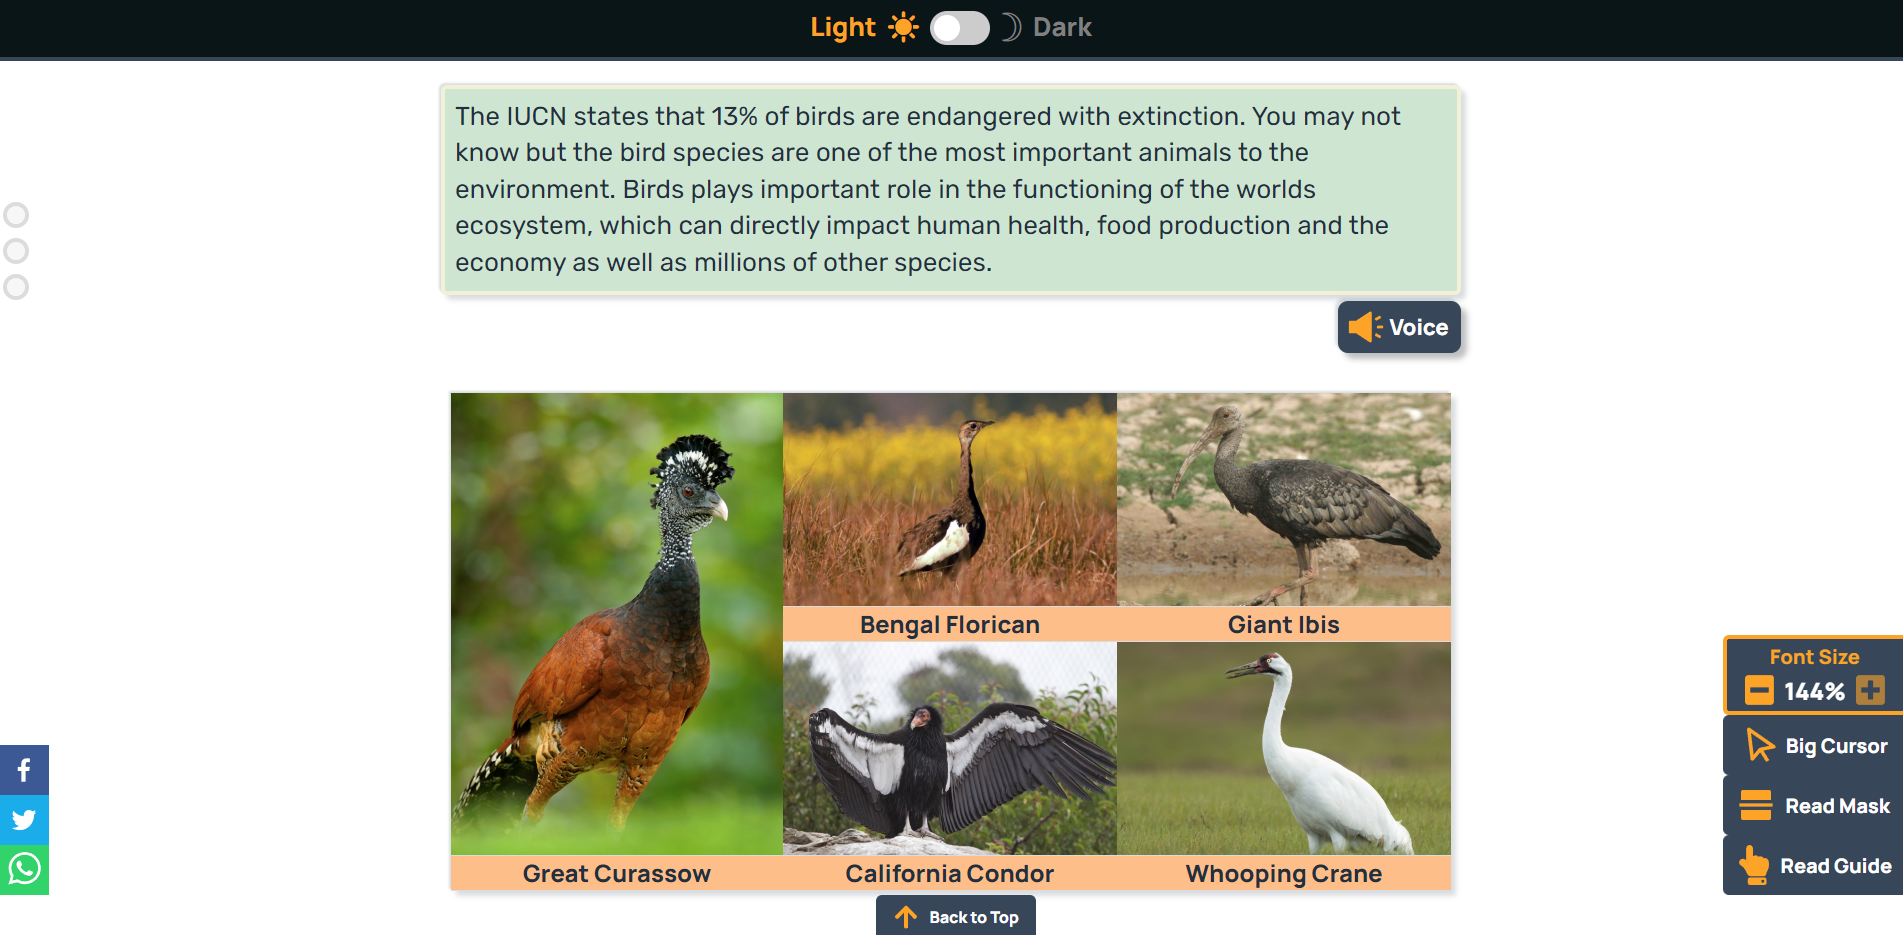 Light Dark
The IUCN states that 13% of birds are endangered with extinction. You may not
know but the bird species are one of the most important animals to the
environment. Birds plays important role in the functioning of the worlds
ecosystem, which can directly impact human health, food production and the
economy as well as millions of other species.
Voice
Bengal Florican
Giant Ibis
Great Curassow
California Condor
Whooping Crane
Back to Top
Font Size
144%
Big Cursor
Read Mask
Read Guide